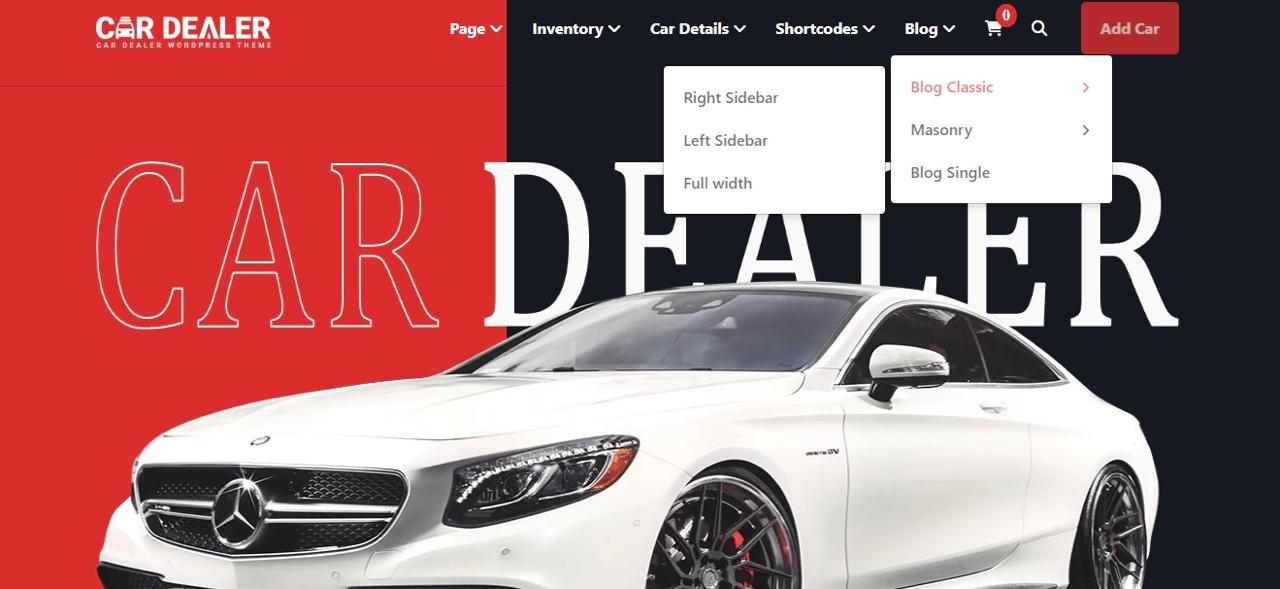 CAR DEALER
CAR DEALER WORDPRESS THEME
Page
Inventory
Car Details
Shortcodes
Blog
0
Add Car
Right Sidebar
Left Sidebar
Full width
Blog Classic
Masonry
Blog Single
CAR DEALER